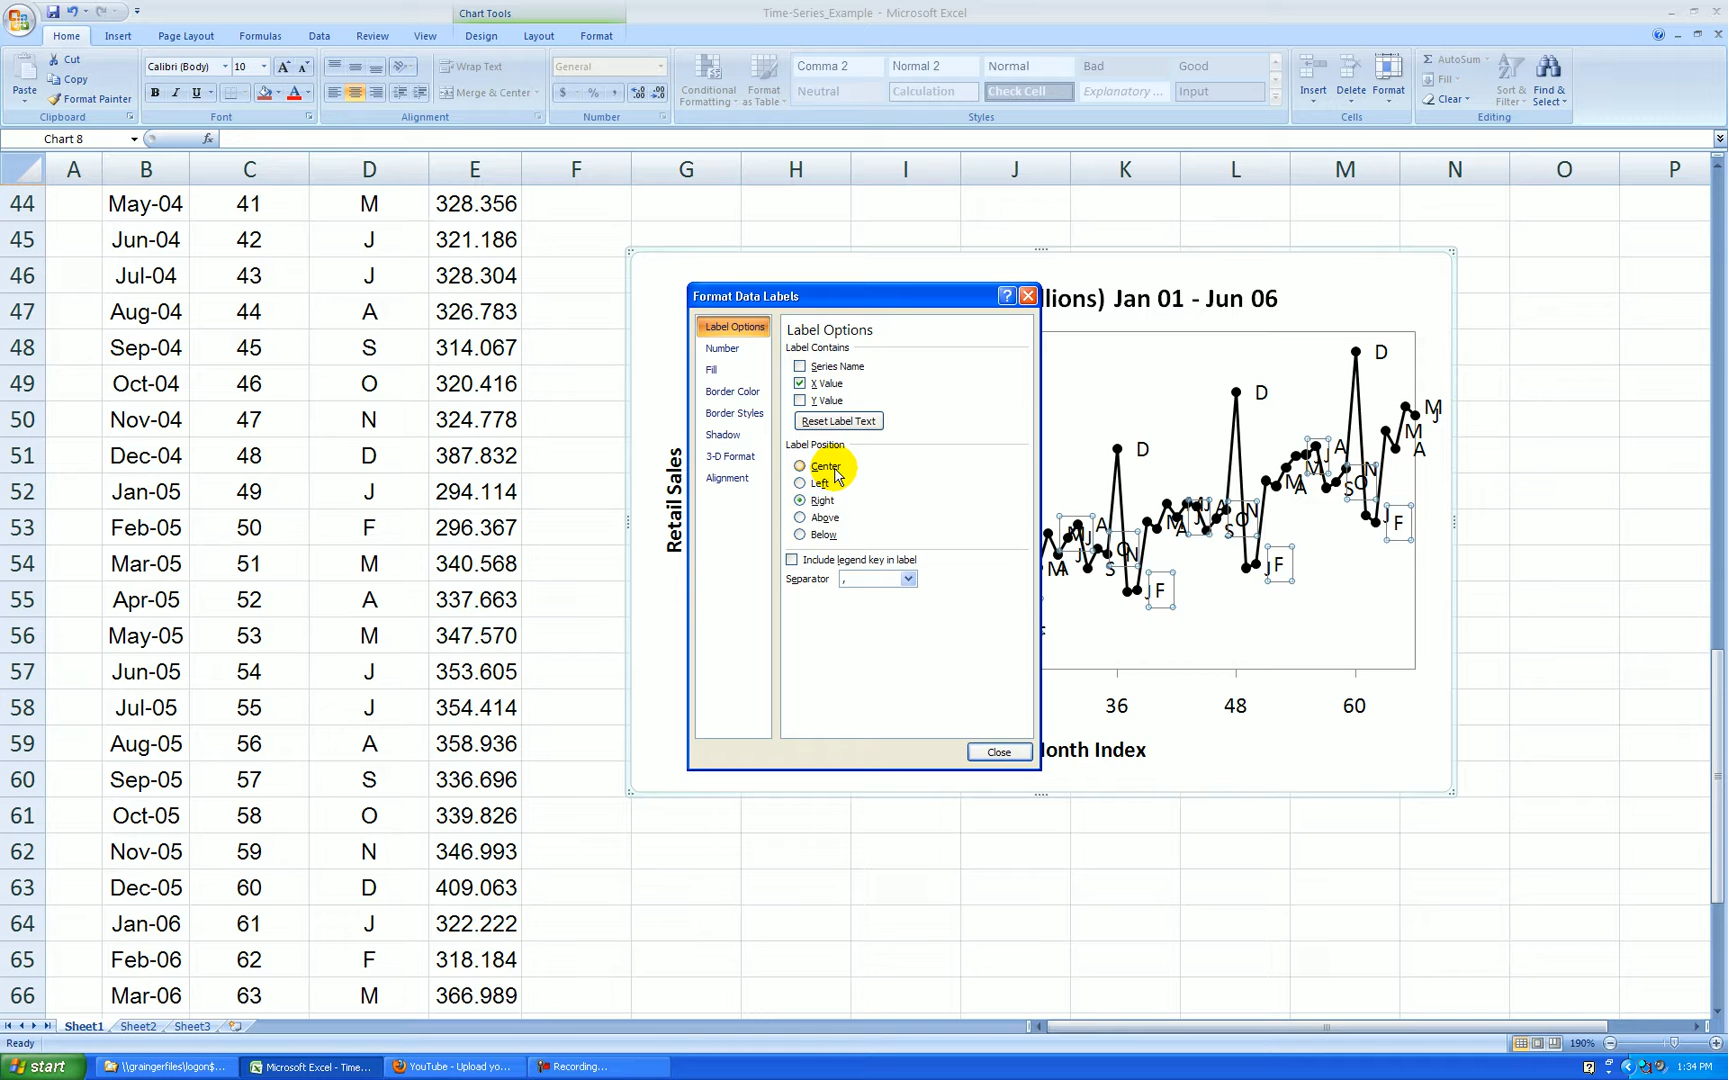 Chart Tools
Time-Series_Example - Microsoft Excel
Home Insert Page Layout Formulas Data Review View Design Layout Format
Paste
Cut
Copy
Format Painter
Clipboard
Calibri (Body) 10
B I U
Font
Wrap Text
Merge & Center
Alignment
General
$ % ,
Number
Conditional Formatting
Format as Table
Comma 2 Normal 2 Normal Bad Good
Neutral Calculation Check Cell Explanatory ... Input
Styles
Insert Delete Format
Cells
AutoSum
Fill
Clear
Sort & Filter
Find & Select
Editing
Chart 8
fx
A B C D E F G H I J K L M N O P
44 May-04 41 M 328.356
45 Jun-04 42 J 321.186
46 Jul-04 43 J 328.304
47 Aug-04 44 A 326.783
48 Sep-04 45 S 314.067
49 Oct-04 46 O 320.416
50 Nov-04 47 N 324.778
51 Dec-04 48 D 387.832
52 Jan-05 49 J 294.114
53 Feb-05 50 F 296.367
54 Mar-05 51 M 340.568
55 Apr-05 52 A 337.663
56 May-05 53 M 347.570
57 Jun-05 54 J 353.605
58 Jul-05 55 J 354.414
59 Aug-05 56 A 358.936
60 Sep-05 57 S 336.696
61 Oct-05 58 O 339.826
62 Nov-05 59 N 346.993
63 Dec-05 60 D 409.063
64 Jan-06 61 J 322.222
65 Feb-06 62 F 318.184
66 Mar-06 63 M 366.989
Format Data Labels
Label Options
Number
Fill
Border Color
Border Styles
Shadow
3-D Format
Alignment
Label Options
Label Contains
Series Name
X Value
Y Value
Reset Label Text
Label Position
Center
Left
Right
Above
Below
Include legend key in label
Separator ,
Close
llions) Jan 01 - Jun 06
Retail Sales
D
D
D
36 48 60
onth Index
Sheet1 Sheet2 Sheet3
Ready
190%
start
\\graingerfiles\logon$...
Microsoft Excel - Time...
YouTube - Upload yo...
Recording...
1:34 PM